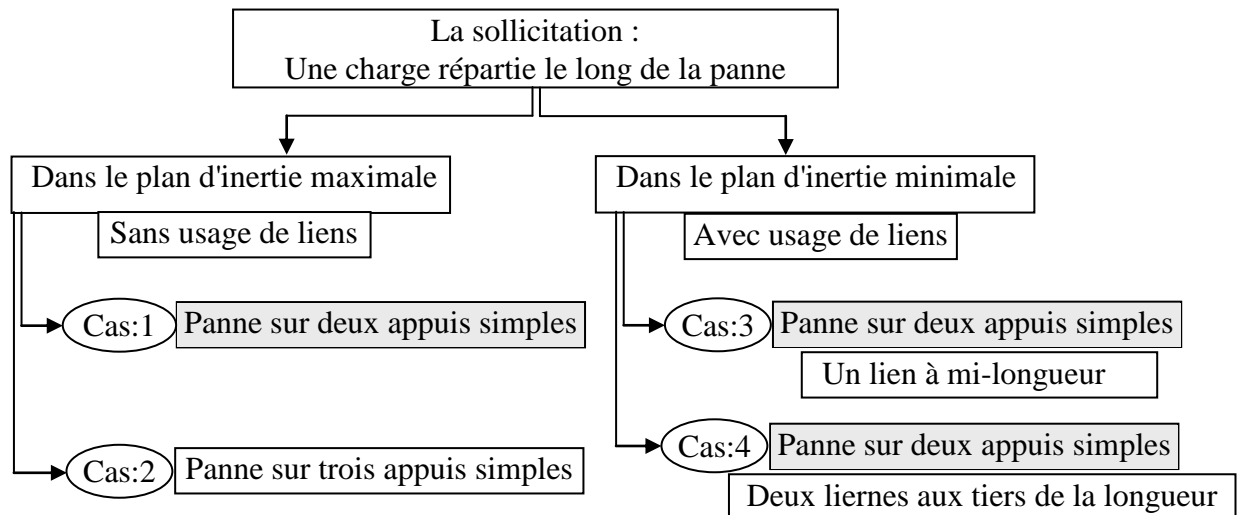 La sollicitation :
Une charge répartie le long de la panne
Dans le plan d'inertie maximale
Sans usage de liens
Cas:1
Panne sur deux appuis simples
Cas:2
Panne sur trois appuis simples
Dans le plan d'inertie minimale
Avec usage de liens
Cas:3
Panne sur deux appuis simples
Un lien à mi-longueur
Cas:4
Panne sur deux appuis simples
Deux liernes aux tiers de la longueur